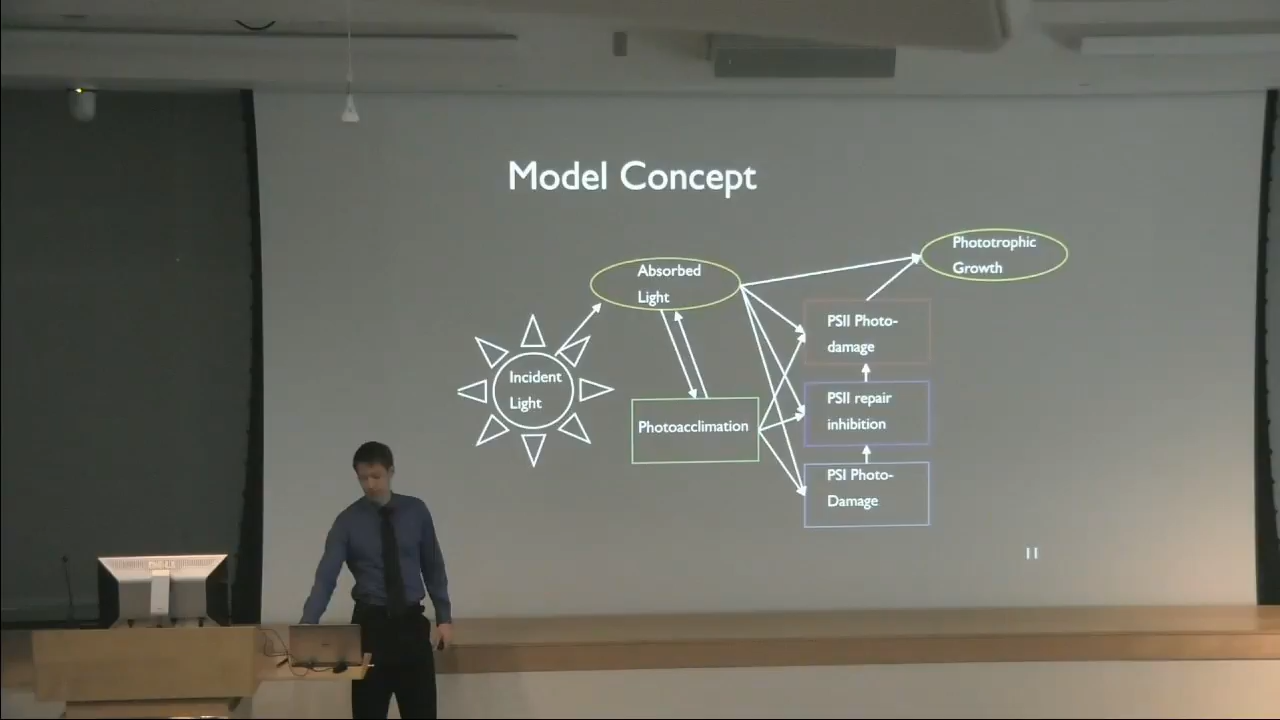 Model Concept
Phototrophic
Growth
Absorbed
Light
PSII Photo-
damage
Incident
Light
PSII repair
inhibition
Photoacclimation
PSI Photo-
Damage
11